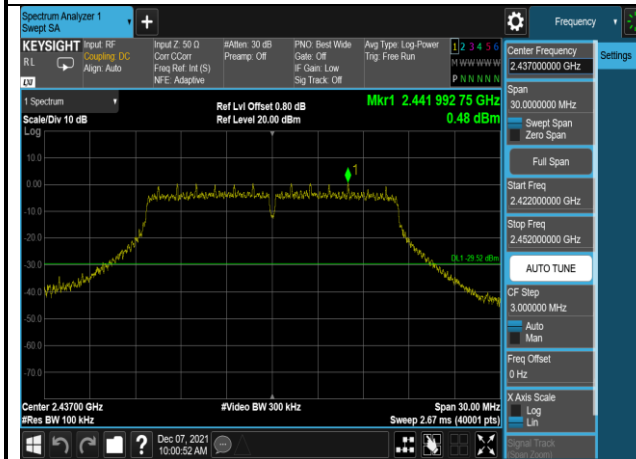 Spectrum Analyzer 1
Swept SA
Frequency
KEYSIGHT
RL
Input: RF
Coupling: DC
Align: Auto
Input Z: 50 Ω
Corr CCorr
Freq Ref: Int (S)
NFE: Adaptive
#Atten: 30 dB
Preamp: Off
PNO: Best Wide
Gate: Off
IF Gain: Low
Sig Track: Off
Avg Type: Log-Power
Trig: Free Run
1 2 3 4 5 6
M W W W W W
P N N N N N
1 Spectrum
Scale/Div 10 dB
Log
Ref Lvl Offset 0.80 dB
Ref Level 20.00 dBm
Mkr1 2.441 992 75 GHz
0.48 dBm
10.0
0.00
-10.0
-20.0
-30.0
-40.0
-50.0
-60.0
-70.0
1
DL1 -29.52 dBm
Center 2.43700 GHz
#Res BW 100 kHz
#Video BW 300 kHz
Span 30.00 MHz
Sweep 2.67 ms (40001 pts)
Dec 07, 2021
10:00:52 AM
Center Frequency
2.437000000 GHz
Settings
Span
30.0000000 MHz
Swept Span
Zero Span
Full Span
Start Freq
2.422000000 GHz
Stop Freq
2.452000000 GHz
AUTO TUNE
CF Step
3.000000 MHz
Auto
Man
Freq Offset
0 Hz
X Axis Scale
Log
Lin
Signal Track
(Span Zoom)